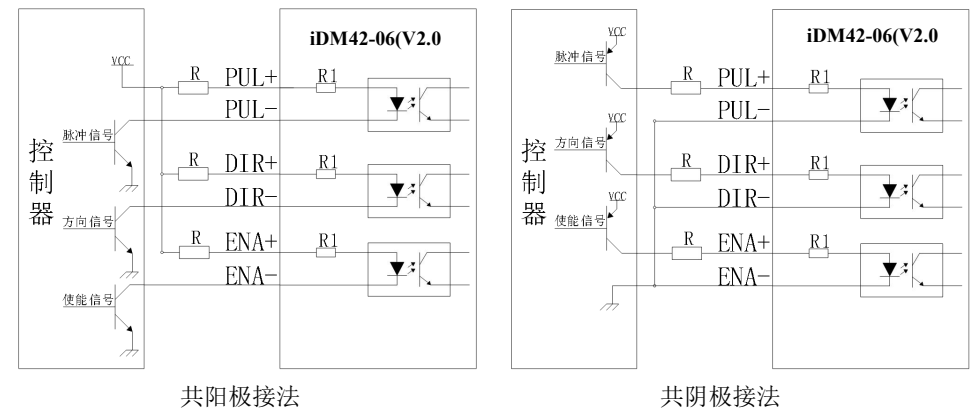 iDM42-06(V2.0
VCC
R
PUL+
R1
PUL-
脉冲信号
控制器
R
DIR+
R1
DIR-
方向信号
R
ENA+
R1
ENA-
使能信号
共阳极接法
iDM42-06(V2.0
VCC
脉冲信号
R
PUL+
R1
PUL-
VCC
方向信号
控制器
R
DIR+
R1
DIR-
VCC
使能信号
R
ENA+
R1
ENA-
共阴极接法